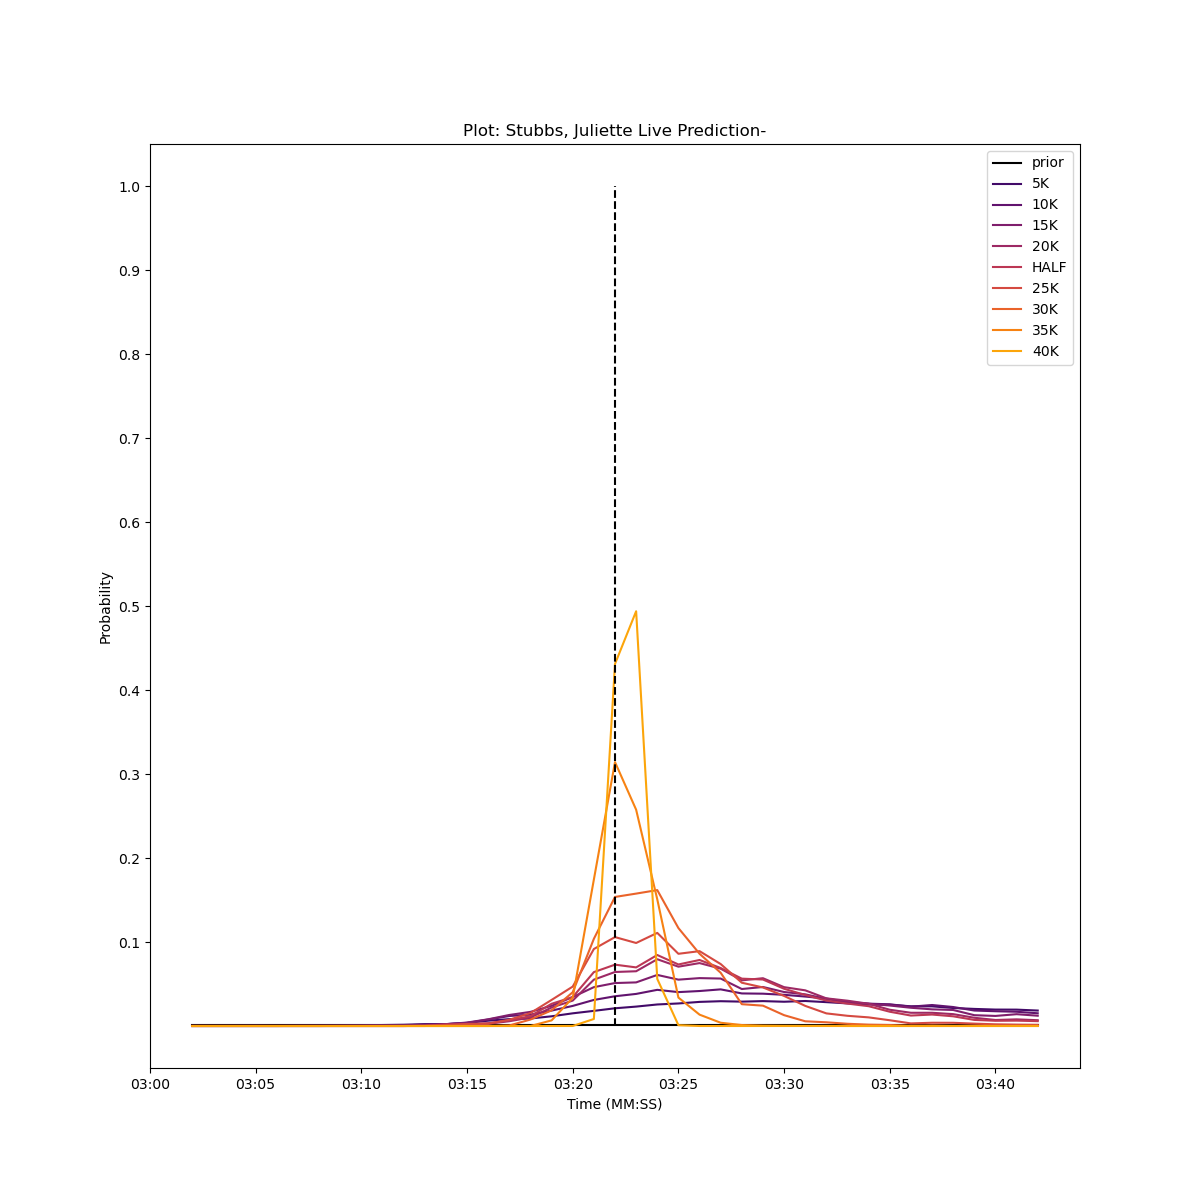 Plot: Stubbs, Juliette Live Prediction-
prior
5K
10K
15K
20K
HALF
25K
30K
35K
40K
1.0
0.9
0.8
0.7
0.6
0.5
0.4
0.3
0.2
0.1
Probability
03:00 03:05 03:10 03:15 03:20 03:25 03:30 03:35 03:40
Time (MM:SS)